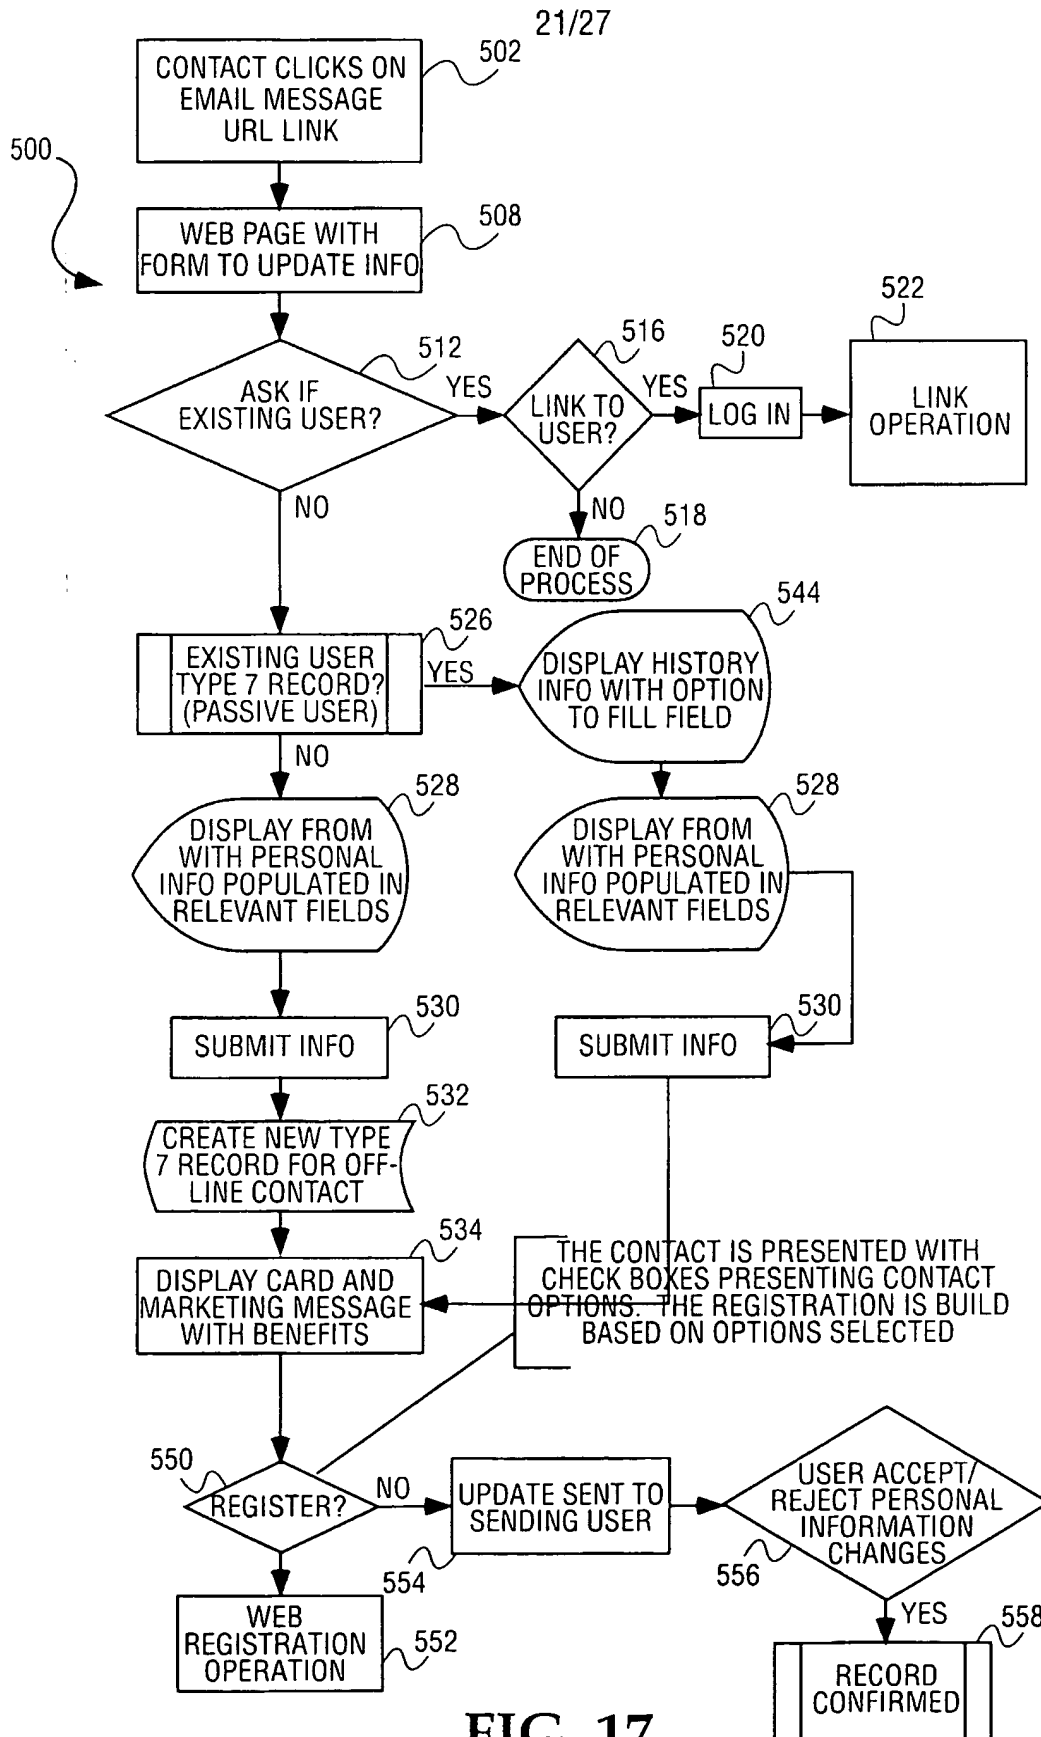 21/27
CONTACT CLICKS ON
EMAIL MESSAGE
URL LINK
502
500
WEB PAGE WITH
FORM TO UPDATE INFO
508
ASK IF
EXISTING USER?
512
YES
NO
LINK TO
USER?
516
YES
NO
LOG IN
520
LINK
OPERATION
522
END OF
PROCESS
518
EXISTING USER
TYPE 7 RECORD?
(PASSIVE USER)
526
YES
NO
DISPLAY HISTORY
INFO WITH OPTION
TO FILL FIELD
544
DISPLAY FROM
WITH PERSONAL
INFO POPULATED IN
RELEVANT FIELDS
528
DISPLAY FROM
WITH PERSONAL
INFO POPULATED IN
RELEVANT FIELDS
528
SUBMIT INFO
530
SUBMIT INFO
530
CREATE NEW TYPE
7 RECORD FOR OFF-
LINE CONTACT
532
DISPLAY CARD AND
MARKETING MESSAGE
WITH BENEFITS
534
THE CONTACT IS PRESENTED WITH
CHECK BOXES PRESENTING CONTACT
OPTIONS. THE REGISTRATION IS BUILD
BASED ON OPTIONS SELECTED
550
REGISTER?
NO
UPDATE SENT TO
SENDING USER
554
USER ACCEPT/
REJECT PERSONAL
INFORMATION
CHANGES
556
YES
WEB
REGISTRATION
OPERATION
552
RECORD
CONFIRMED
558
FIG. 17